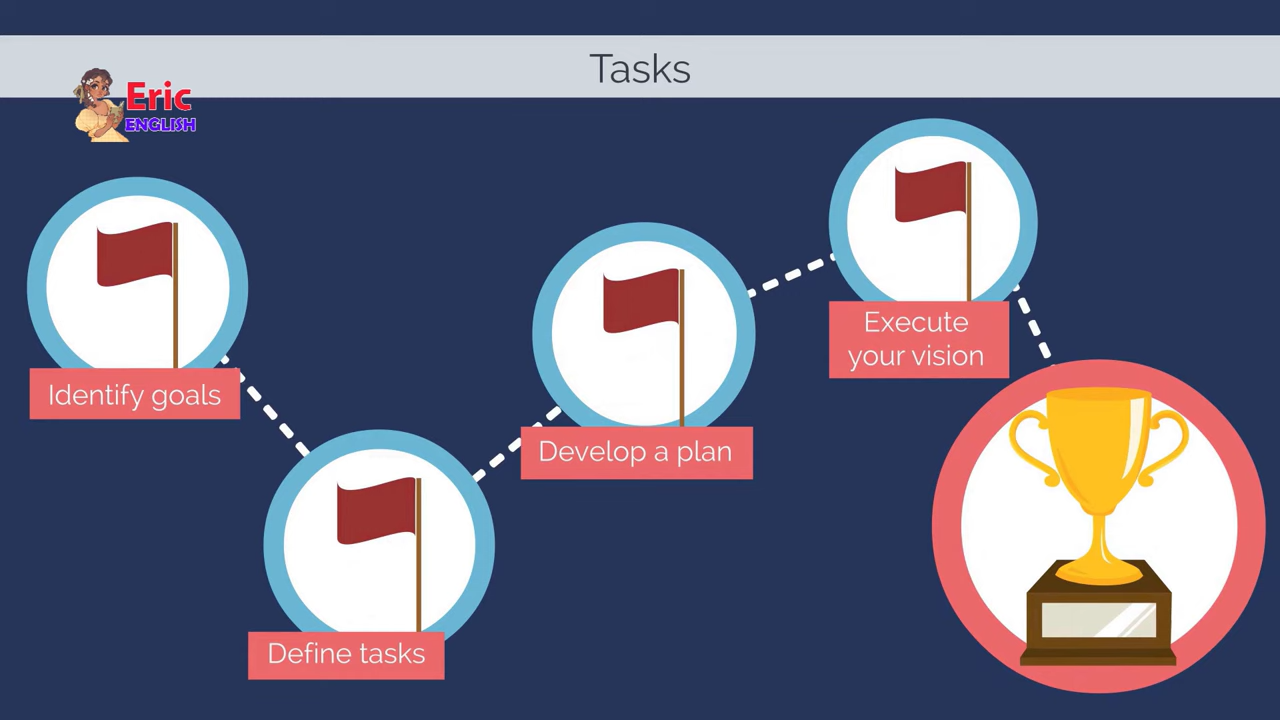 Tasks
Eric
ENGLISH
Identify goals
Define tasks
Develop a plan
Execute
your vision